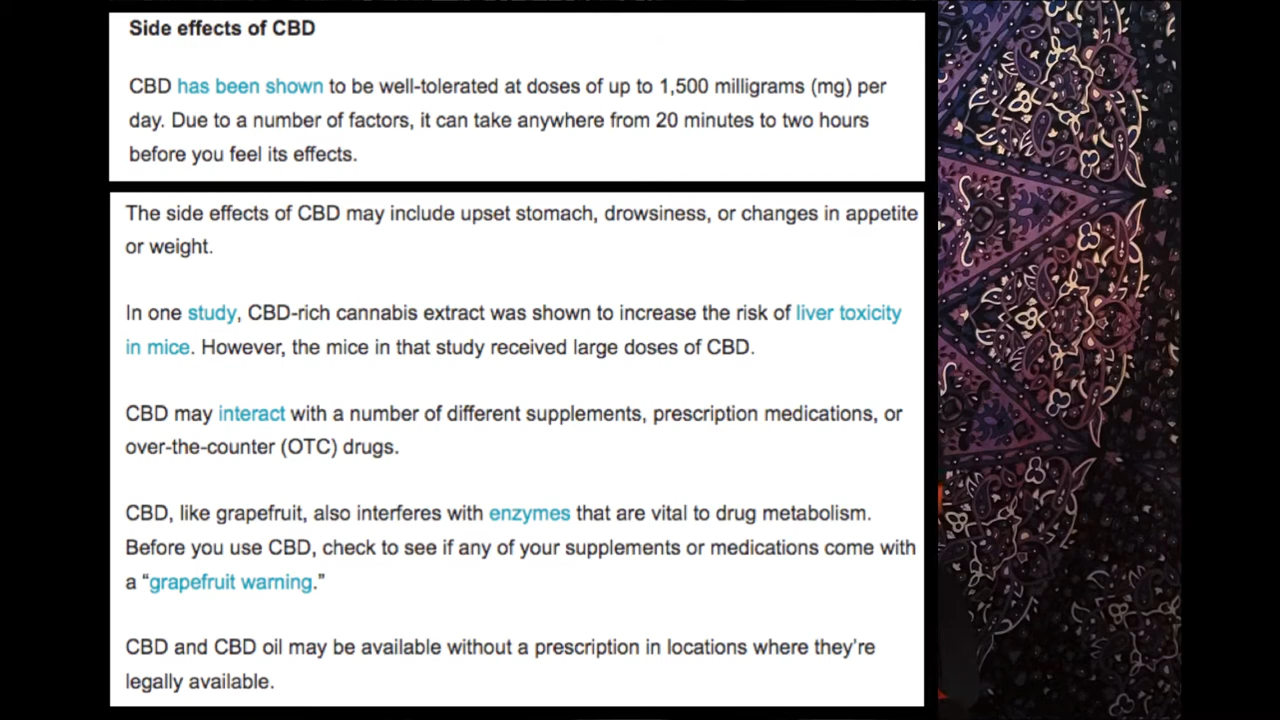 Side effects of CBD
CBD has been shown to be well-tolerated at doses of up to 1,500 milligrams (mg) per
day. Due to a number of factors, it can take anywhere from 20 minutes to two hours
before you feel its effects.
The side effects of CBD may include upset stomach, drowsiness, or changes in appetite
or weight.
In one study, CBD-rich cannabis extract was shown to increase the risk of liver toxicity
in mice. However, the mice in that study received large doses of CBD.
CBD may interact with a number of different supplements, prescription medications, or
over-the-counter (OTC) drugs.
CBD, like grapefruit, also interferes with enzymes that are vital to drug metabolism.
Before you use CBD, check to see if any of your supplements or medications come with
a “grapefruit warning.”
CBD and CBD oil may be available without a prescription in locations where they’re
legally available.